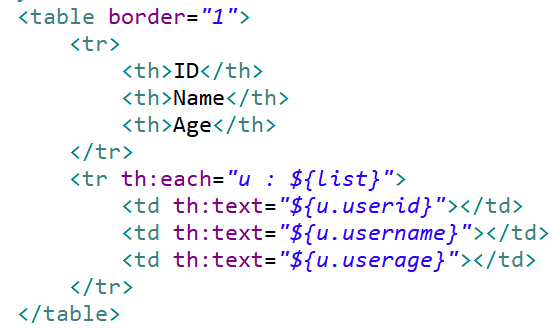 <table border="1">
    <tr>
        <th>ID</th>
        <th>Name</th>
        <th>Age</th>
    </tr>
    <tr th:each="u : ${list}">
        <td th:text="${u.userid}"></td>
        <td th:text="${u.username}"></td>
        <td th:text="${u.userage}"></td>
    </tr>
</table>